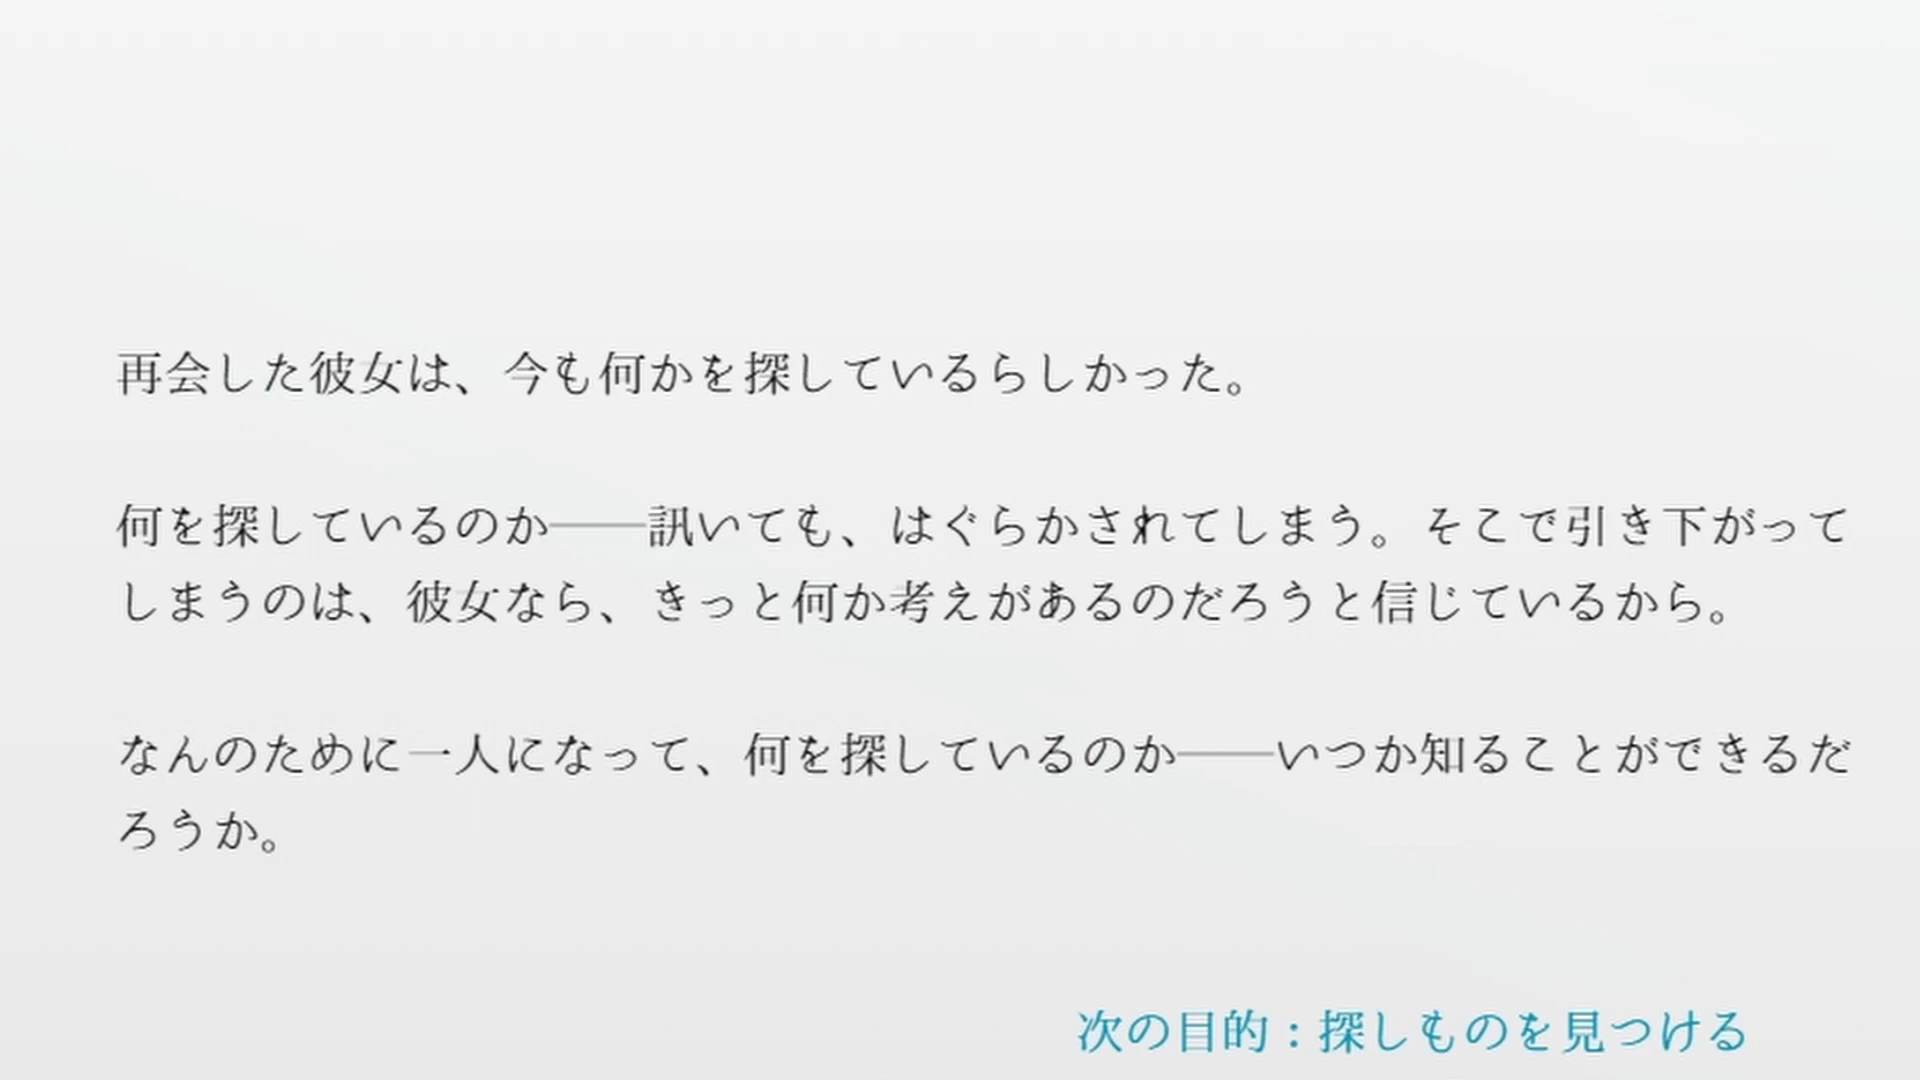 再会した彼女は、今も何かを探しているらしかった。
何を探しているのか――訊いても、はぐらかされてしまう。そこで引き下がって
しまうのは、彼女なら、きっと何か考えがあるのだろうと信じているから。
なんのために一人になって、何を探しているのか――いつか知ることができるだ
ろうか。
次の目的：探しものを見つける